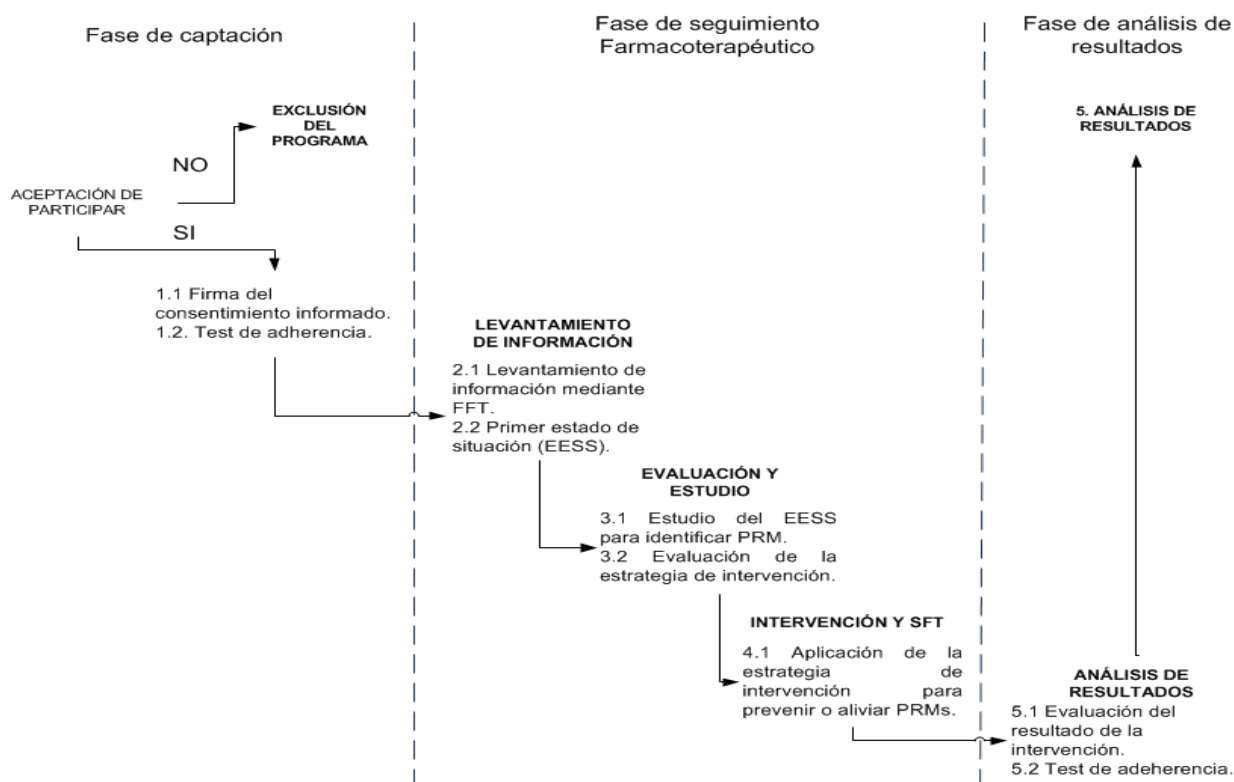 Fase de captación
Fase de seguimiento
Farmacoterapéutico
Fase de análisis de
resultados
EXCLUSIÓN
DEL
PROGRAMA
NO
ACEPTACIÓN DE
PARTICIPAR
SI
1.1 Firma del
consentimiento informado.
1.2. Test de adherencia.
LEVANTAMIENTO
DE INFORMACIÓN
2.1 Levantamiento de
información mediante
FFT.
2.2 Primer estado de
situación (EESS).
EVALUACIÓN Y
ESTUDIO
3.1 Estudio del EESS
para identificar PRM.
3.2 Evaluación de la
estrategia de intervención.
INTERVENCIÓN Y SFT
4.1 Aplicación de la
estrategia de
intervención para
prevenir o aliviar PRMs.
5. ANÁLISIS DE
RESULTADOS
ANÁLISIS DE
RESULTADOS
5.1 Evaluación del
resultado de la
intervención.
5.2 Test de adeherencia.